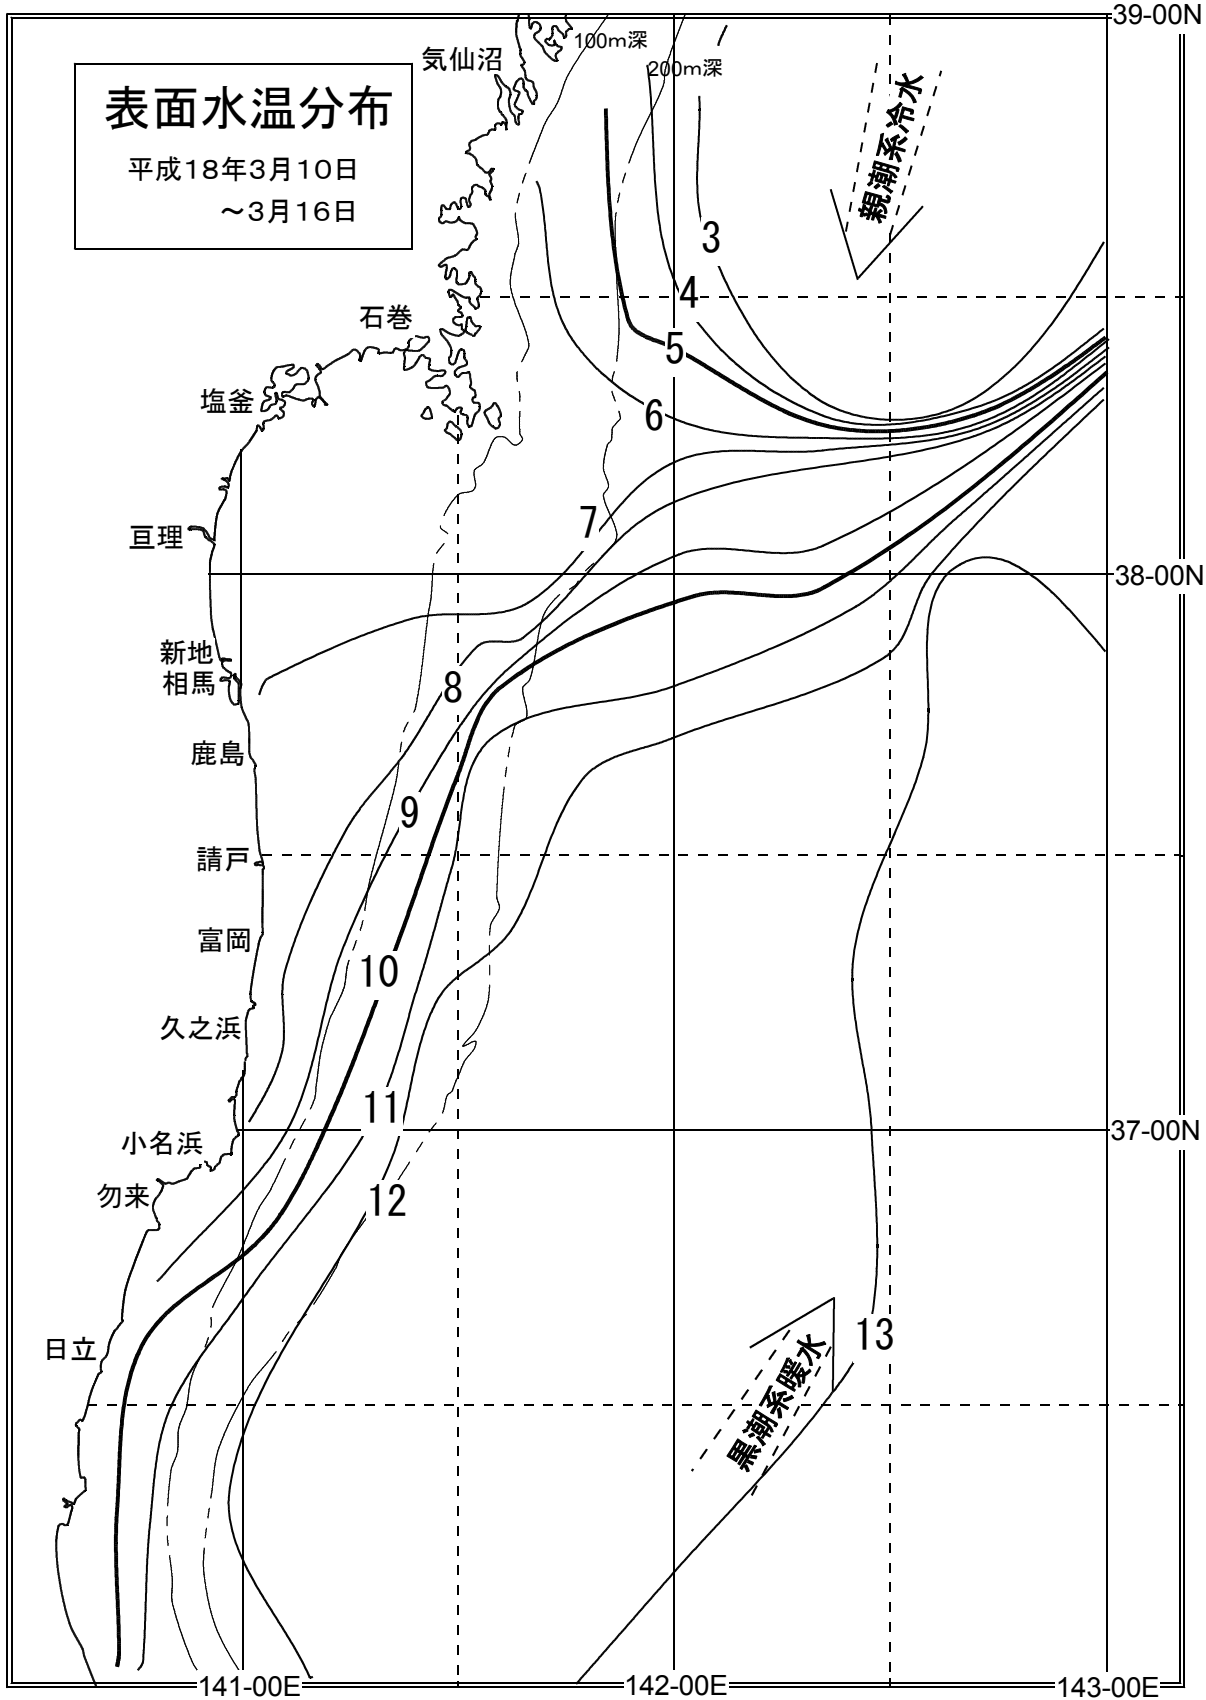 39-00N
100m深
気仙沼
200m深
表面水温分布
平成18年3月10日
～3月16日
親潮系冷水
3
4
石巻
5
塩釜
6
7
亘理
38-00N
新地
相馬
8
鹿島
9
請戸
富岡
10
久之浜
11
37-00N
小名浜
勿来
12
13
日立
黒潮系暖水
141-00E
142-00E
143-00E